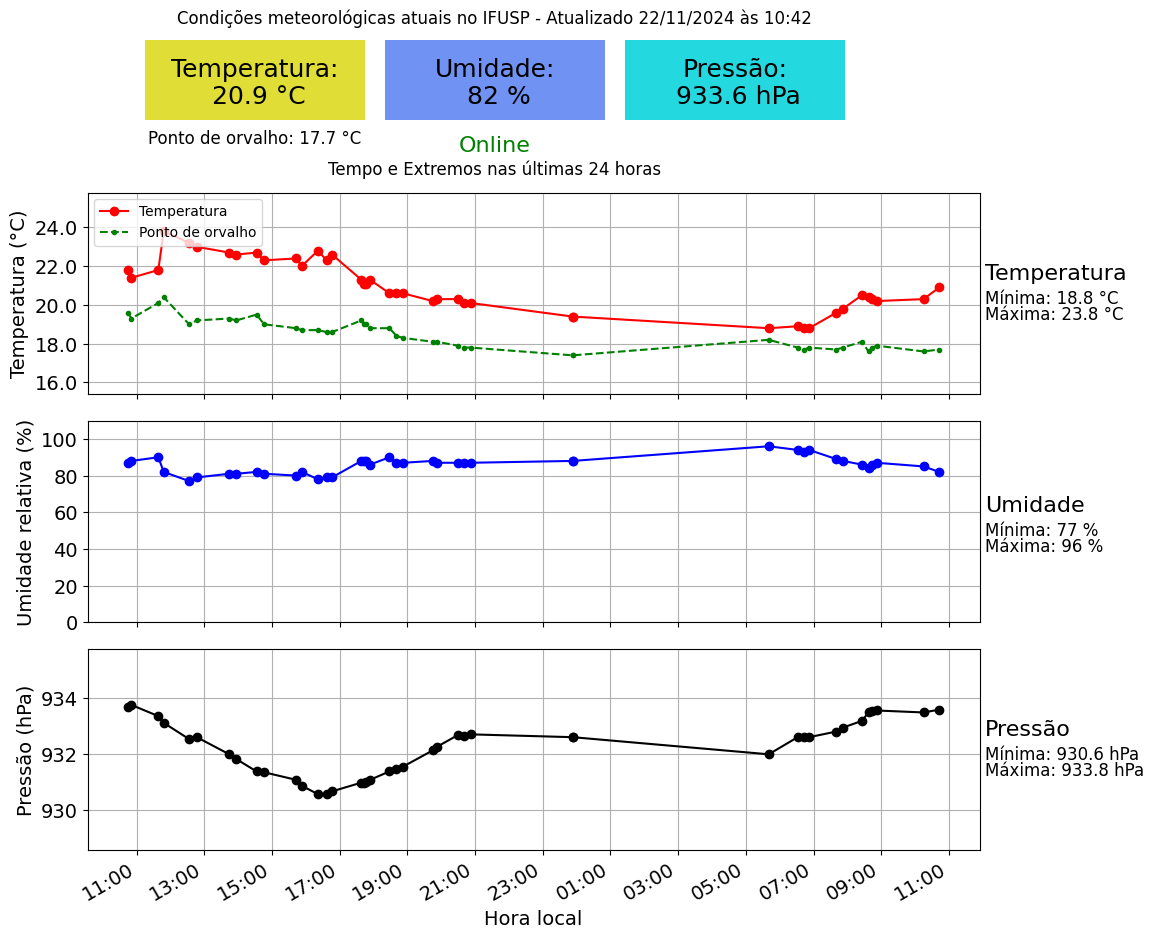 Condições meteorológicas atuais no IFUSP - Atualizado 22/11/2024 às 10:42
Temperatura:
20.9 °C
Umidade:
82 %
Pressão:
933.6 hPa
Ponto de orvalho: 17.7 °C
Online
Tempo e Extremos nas últimas 24 horas
Temperatura (°C)
24.0
22.0
20.0
18.0
16.0
Temperatura
Ponto de orvalho
Temperatura
Mínima: 18.8 °C
Máxima: 23.8 °C
Umidade relativa (%)
100
80
60
40
20
0
Umidade
Mínima: 77 %
Máxima: 96 %
Pressão (hPa)
934
932
930
Pressão
Mínima: 930.6 hPa
Máxima: 933.8 hPa
11:00 13:00 15:00 17:00 19:00 21:00 23:00 01:00 03:00 05:00 07:00 09:00 11:00
Hora local